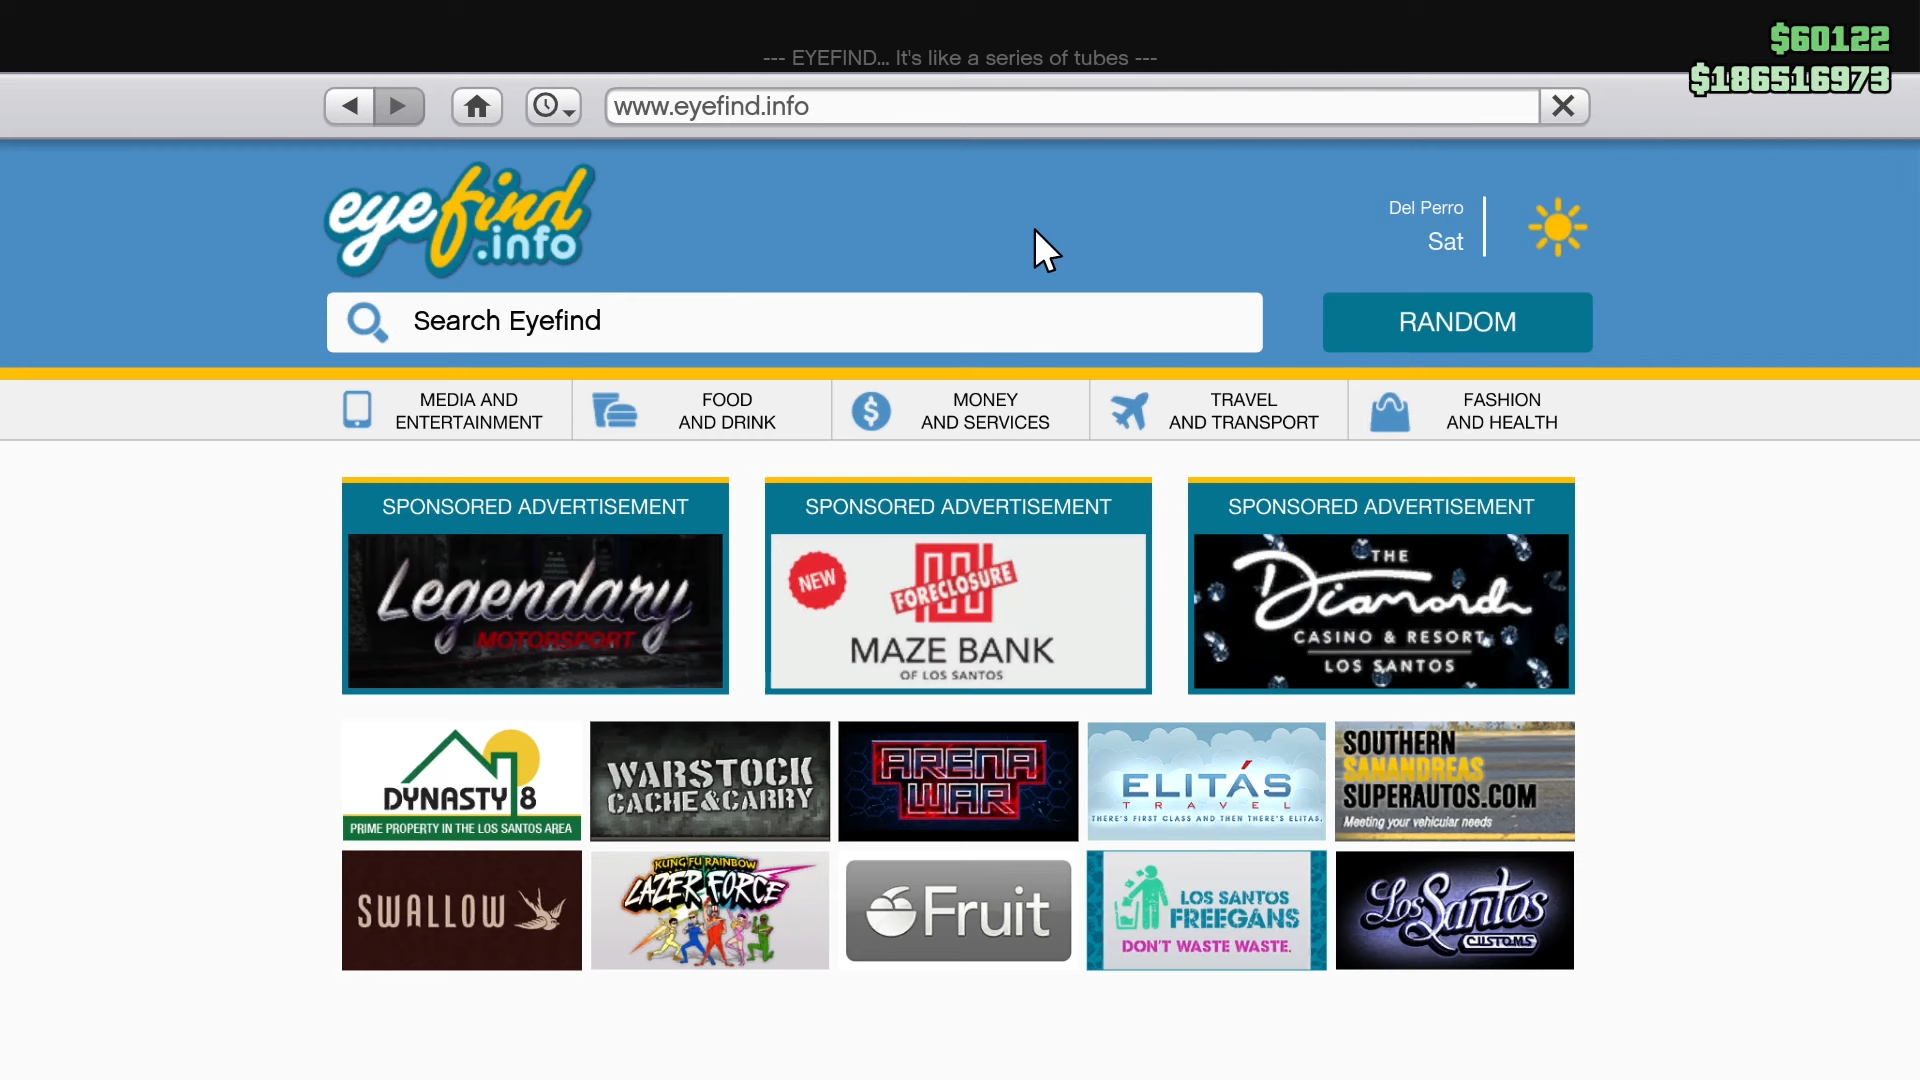 --- EYEFIND... It's like a series of tubes ---
$60122
$186516973
www.eyefind.info
eyefind
.info
Del Perro
Sat
Search Eyefind
RANDOM
MEDIA AND
ENTERTAINMENT
FOOD
AND DRINK
MONEY
AND SERVICES
TRAVEL
AND TRANSPORT
FASHION
AND HEALTH
SPONSORED ADVERTISEMENT
Legendary
MOTORSPORT
SPONSORED ADVERTISEMENT
NEW
FORECLOSURE
MAZE BANK
OF LOS SANTOS
SPONSORED ADVERTISEMENT
THE
Diamond
CASINO & RESORT
LOS SANTOS
DYNASTY 8
PRIME PROPERTY IN THE LOS SANTOS AREA
WARSTOCK
CACHE&CARRY
ARENA
WAR
ELITÁS
TRAVEL
THERE'S FIRST CLASS AND THEN THERE'S ELITAS.
SOUTHERN
SANANDREAS
SUPERAUTOS.COM
Meeting your vehicular needs
SWALLOW
KUNG FU RAINBOW
LAZER FORCE
Fruit
LOS SANTOS
FREEGANS
DON'T WASTE WASTE.
Los Santos
CUSTOMS